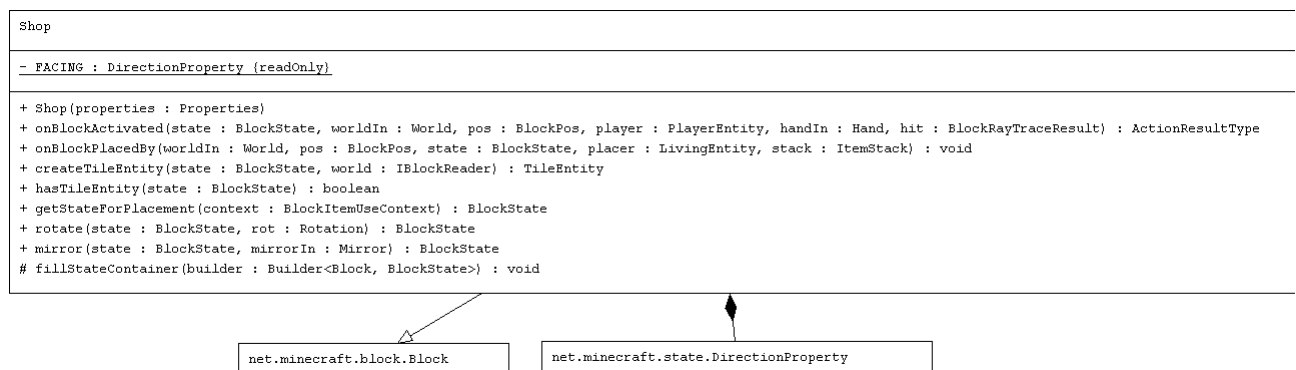 Shop
- FACING : DirectionProperty {readOnly}
+ Shop(properties : Properties)
+ onBlockActivated(state : BlockState, worldIn : World, pos : BlockPos, player : PlayerEntity, handIn : Hand, hit : BlockRayTraceResult) : ActionResultType
+ onBlockPlacedBy(worldIn : World, pos : BlockPos, state : BlockState, placer : LivingEntity, stack : ItemStack) : void
+ createTileEntity(state : BlockState, world : IBlockReader) : TileEntity
+ hasTileEntity(state : BlockState) : boolean
+ getStateForPlacement(context : BlockItemUseContext) : BlockState
+ rotate(state : BlockState, rot : Rotation) : BlockState
+ mirror(state : BlockState, mirrorIn : Mirror) : BlockState
# fillStateContainer(builder : Builder<Block, BlockState>) : void
net.minecraft.block.Block
net.minecraft.state.DirectionProperty